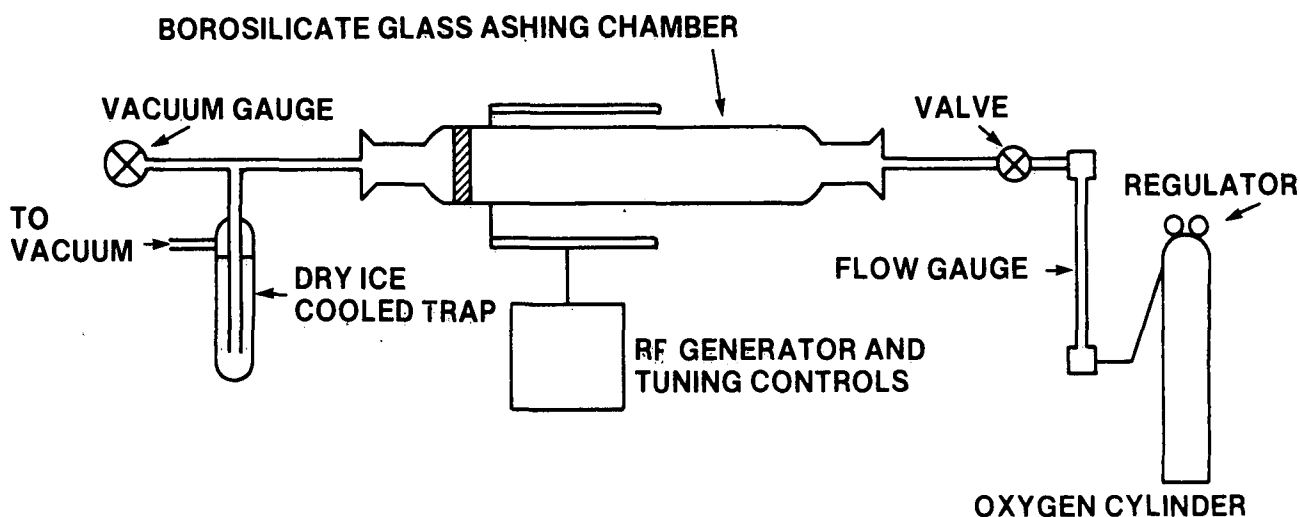 BOROSILICATE GLASS ASHING CHAMBER
VACUUM GAUGE
VALVE
REGULATOR
TO
VACUUM
FLOW GAUGE
DRY ICE
COOLED TRAP
RF GENERATOR AND
TUNING CONTROLS
OXYGEN CYLINDER